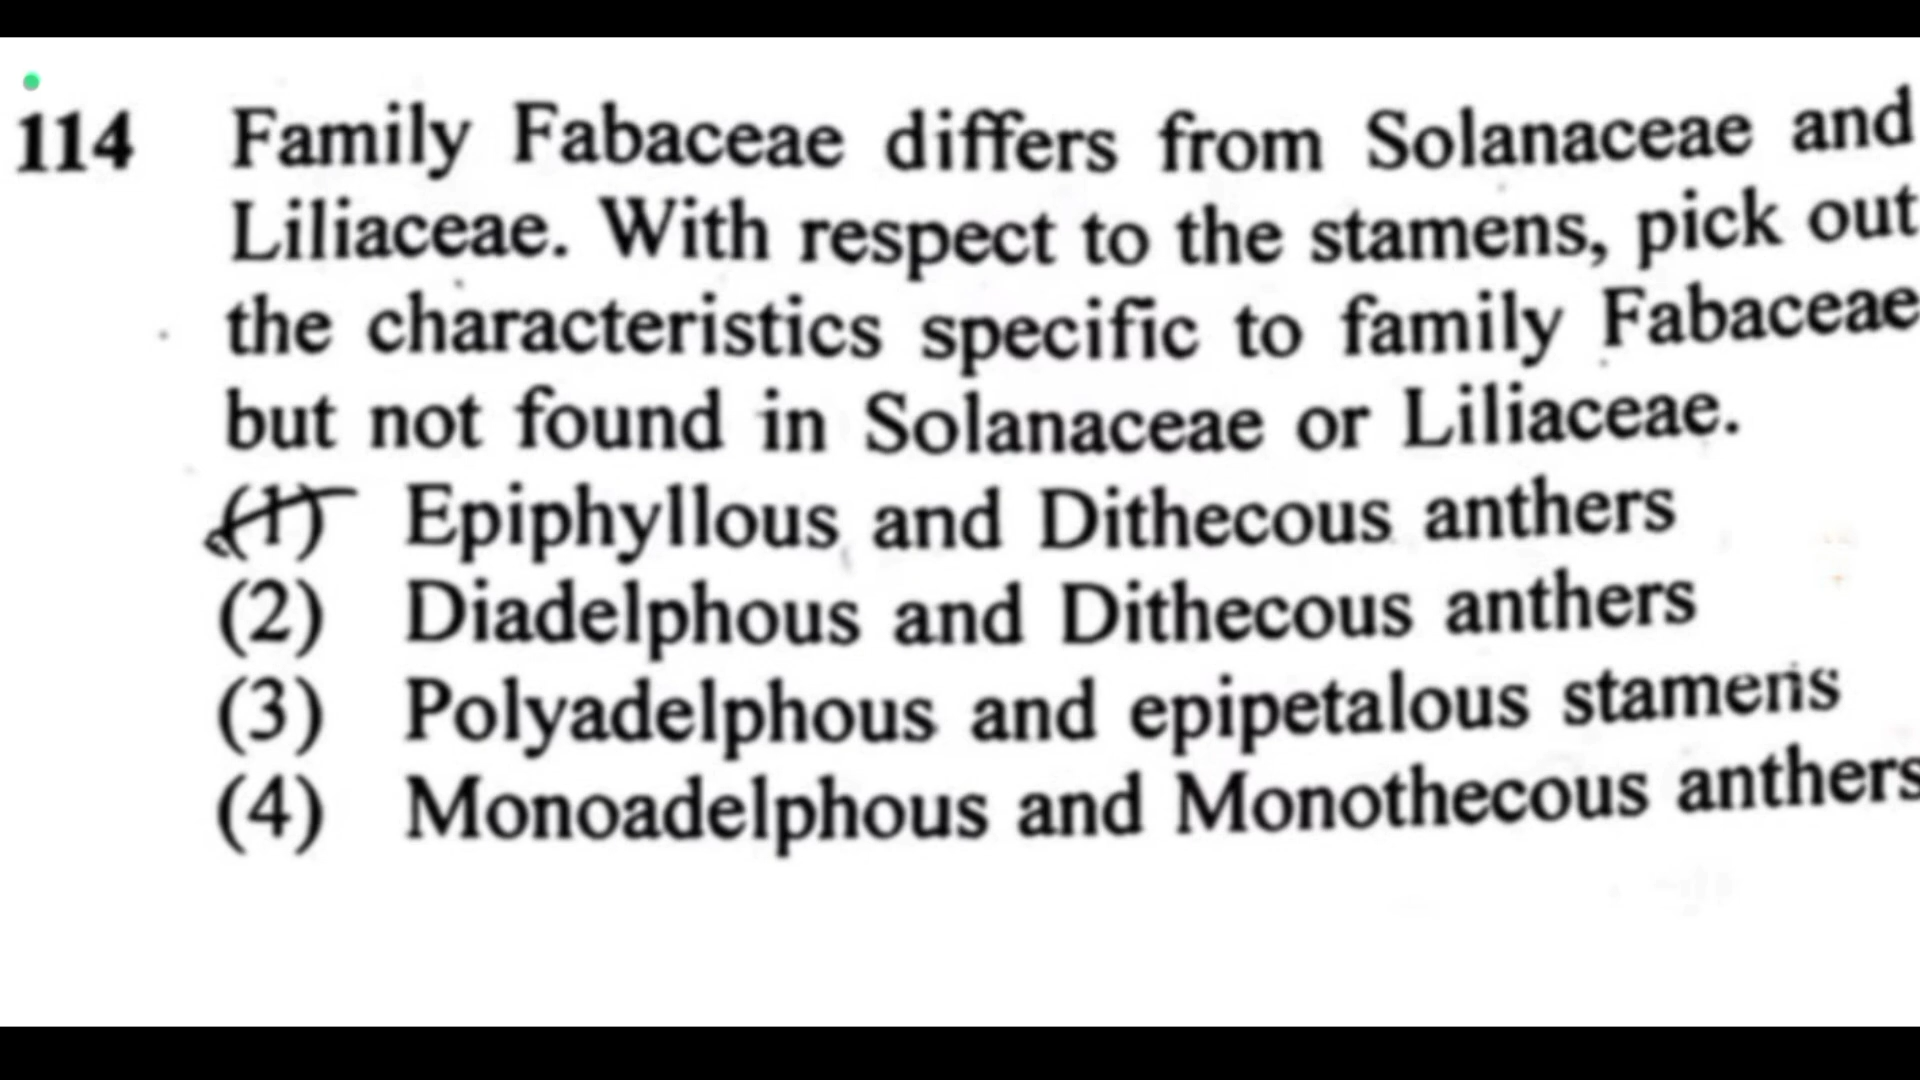 114 Family Fabaceae differs from Solanaceae and
Liliaceae. With respect to the stamens, pick out
the characteristics specific to family Fabaceae
but not found in Solanaceae or Liliaceae.
(1) Epiphyllous and Dithecous anthers
(2) Diadelphous and Dithecous anthers
(3) Polyadelphous and epipetalous stamens
(4) Monoadelphous and Monothecous anthers